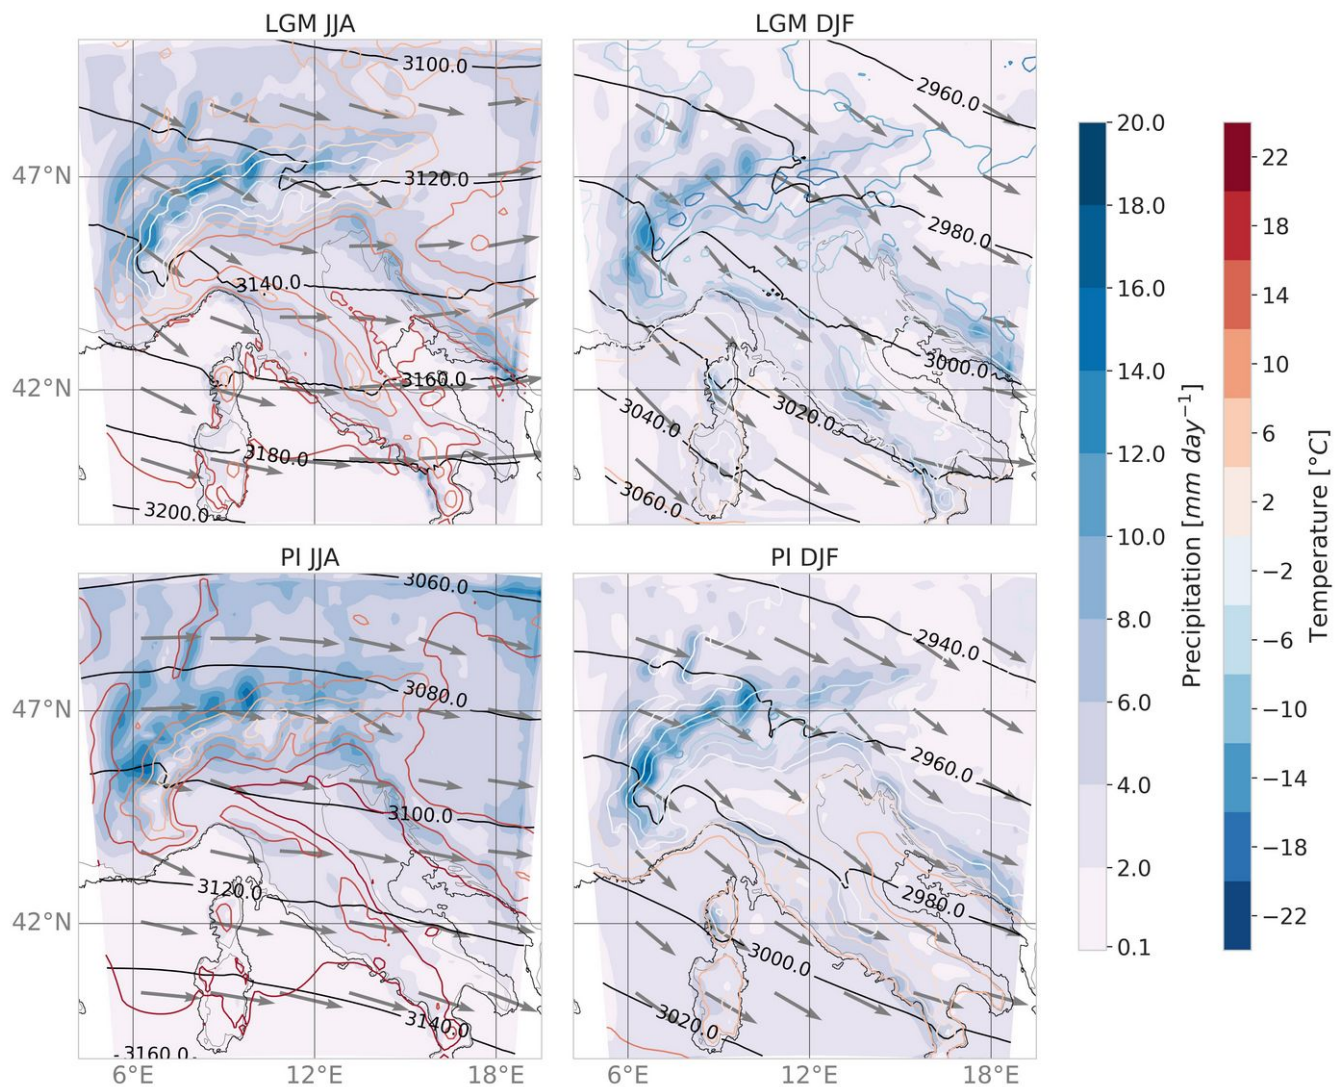 LGM JJA
LGM DJF
3100.0
3120.0
3140.0
3160.0
3180.0
3200.0
47°N
42°N
2960.0
2980.0
3000.0
3020.0
3040.0
3060.0
PI JJA
PI DJF
3060.0
3080.0
3100.0
3120.0
3140.0
3160.0
47°N
42°N
6°E
12°E
18°E
2940.0
2960.0
2980.0
3000.0
3020.0
6°E
12°E
18°E
20.0
18.0
16.0
14.0
12.0
10.0
8.0
6.0
4.0
2.0
0.1
Precipitation [mm day⁻¹]
22
18
14
10
6
2
−2
−6
−10
−14
−18
−22
Temperature [°C]